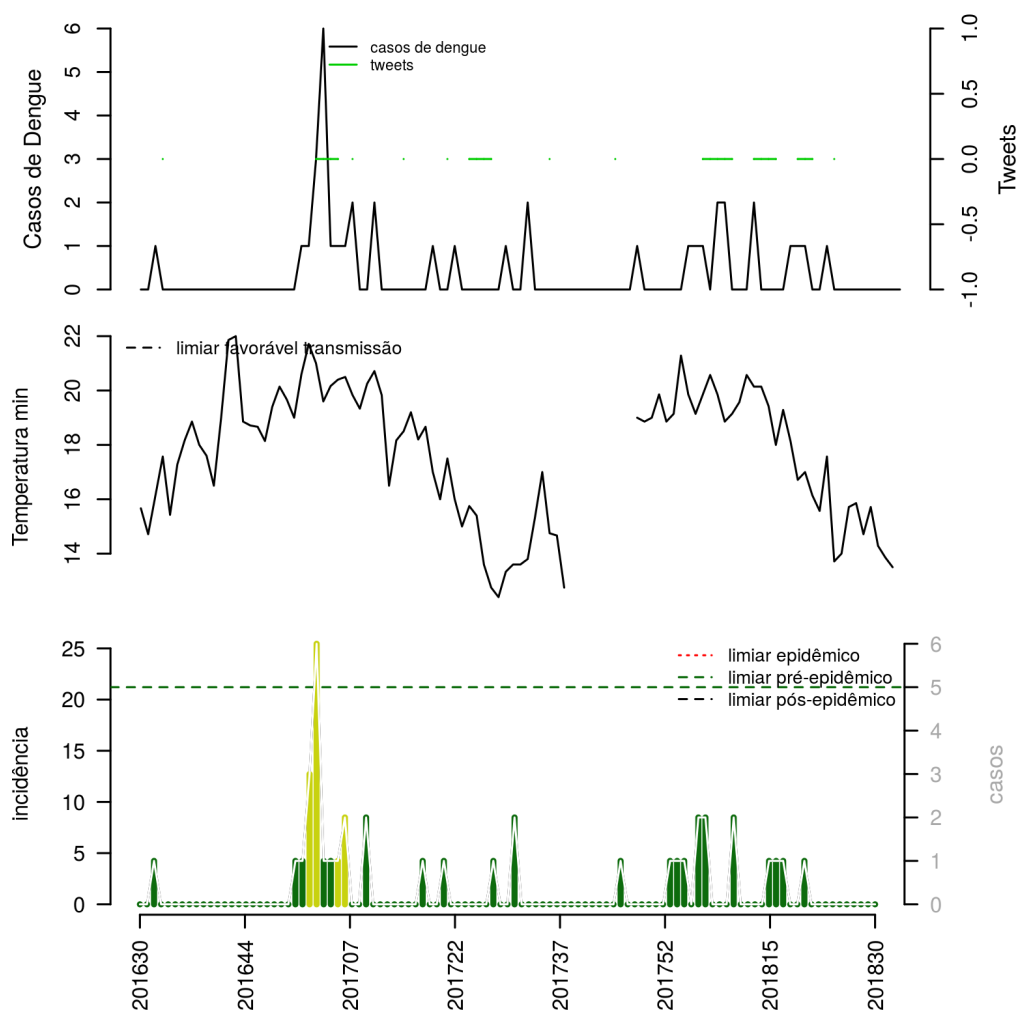 casos de dengue
tweets
Casos de Dengue
0 1 2 3 4 5 6
Tweets
-1.0 -0.5 0.0 0.5 1.0
limiar favorável transmissão
Temperatura min
14 16 18 20 22
limiar epidêmico
limiar pré-epidêmico
limiar pós-epidêmico
incidência
0 5 10 15 20 25
casos
0 1 2 3 4 5 6
201630 201644 201707 201722 201737 201752 201815 201830